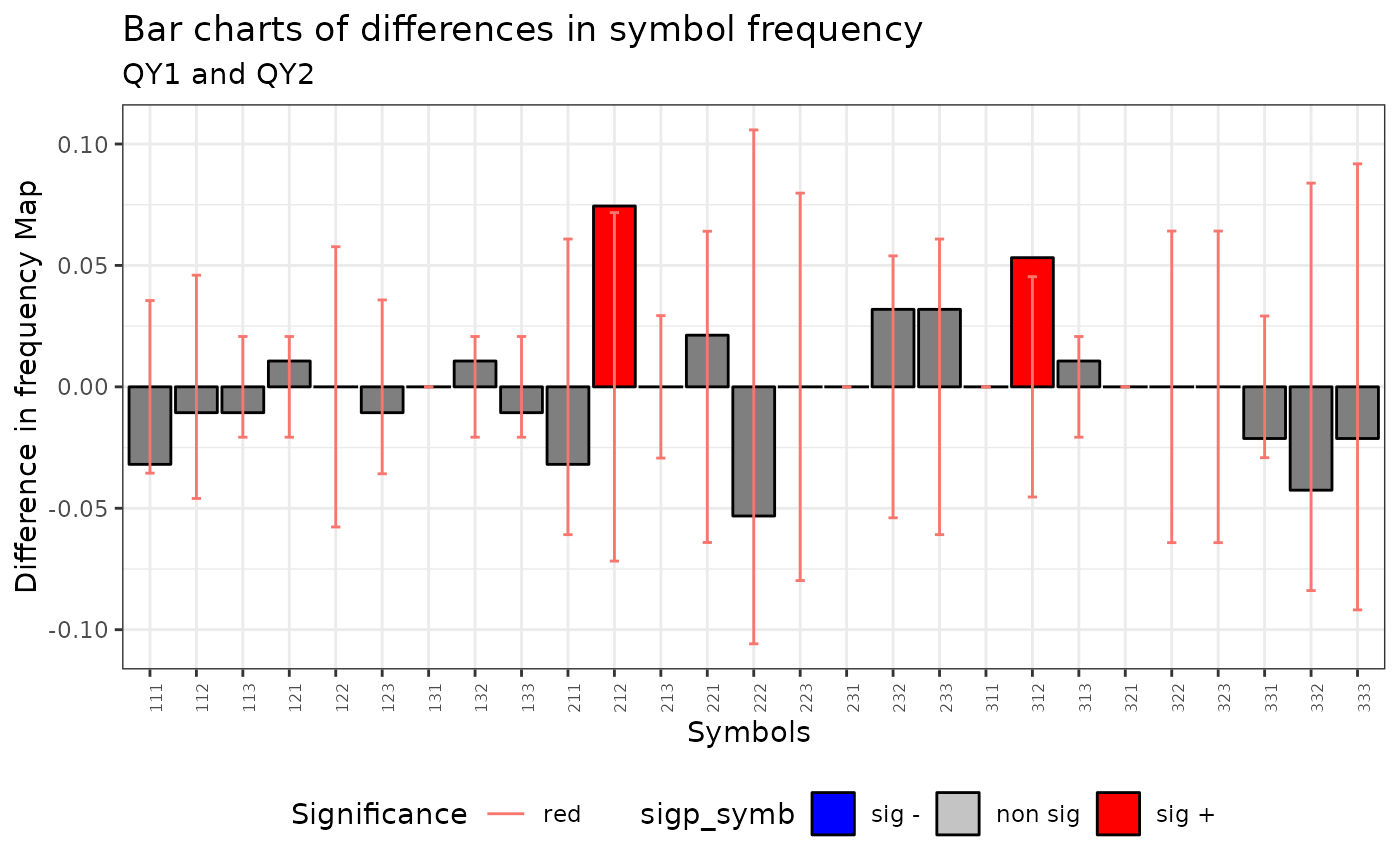 Bar charts of differences in symbol frequency
QY1 and QY2
Difference in frequency Map
0.10
0.05
0.00
-0.05
-0.10
111 112 113 121 122 123 131 132 133 211 212 213 221 222 223 231 232 233 311 312 313 321 322 323 331 332 333
Symbols
Significance red sigp_symb sig - non sig sig +